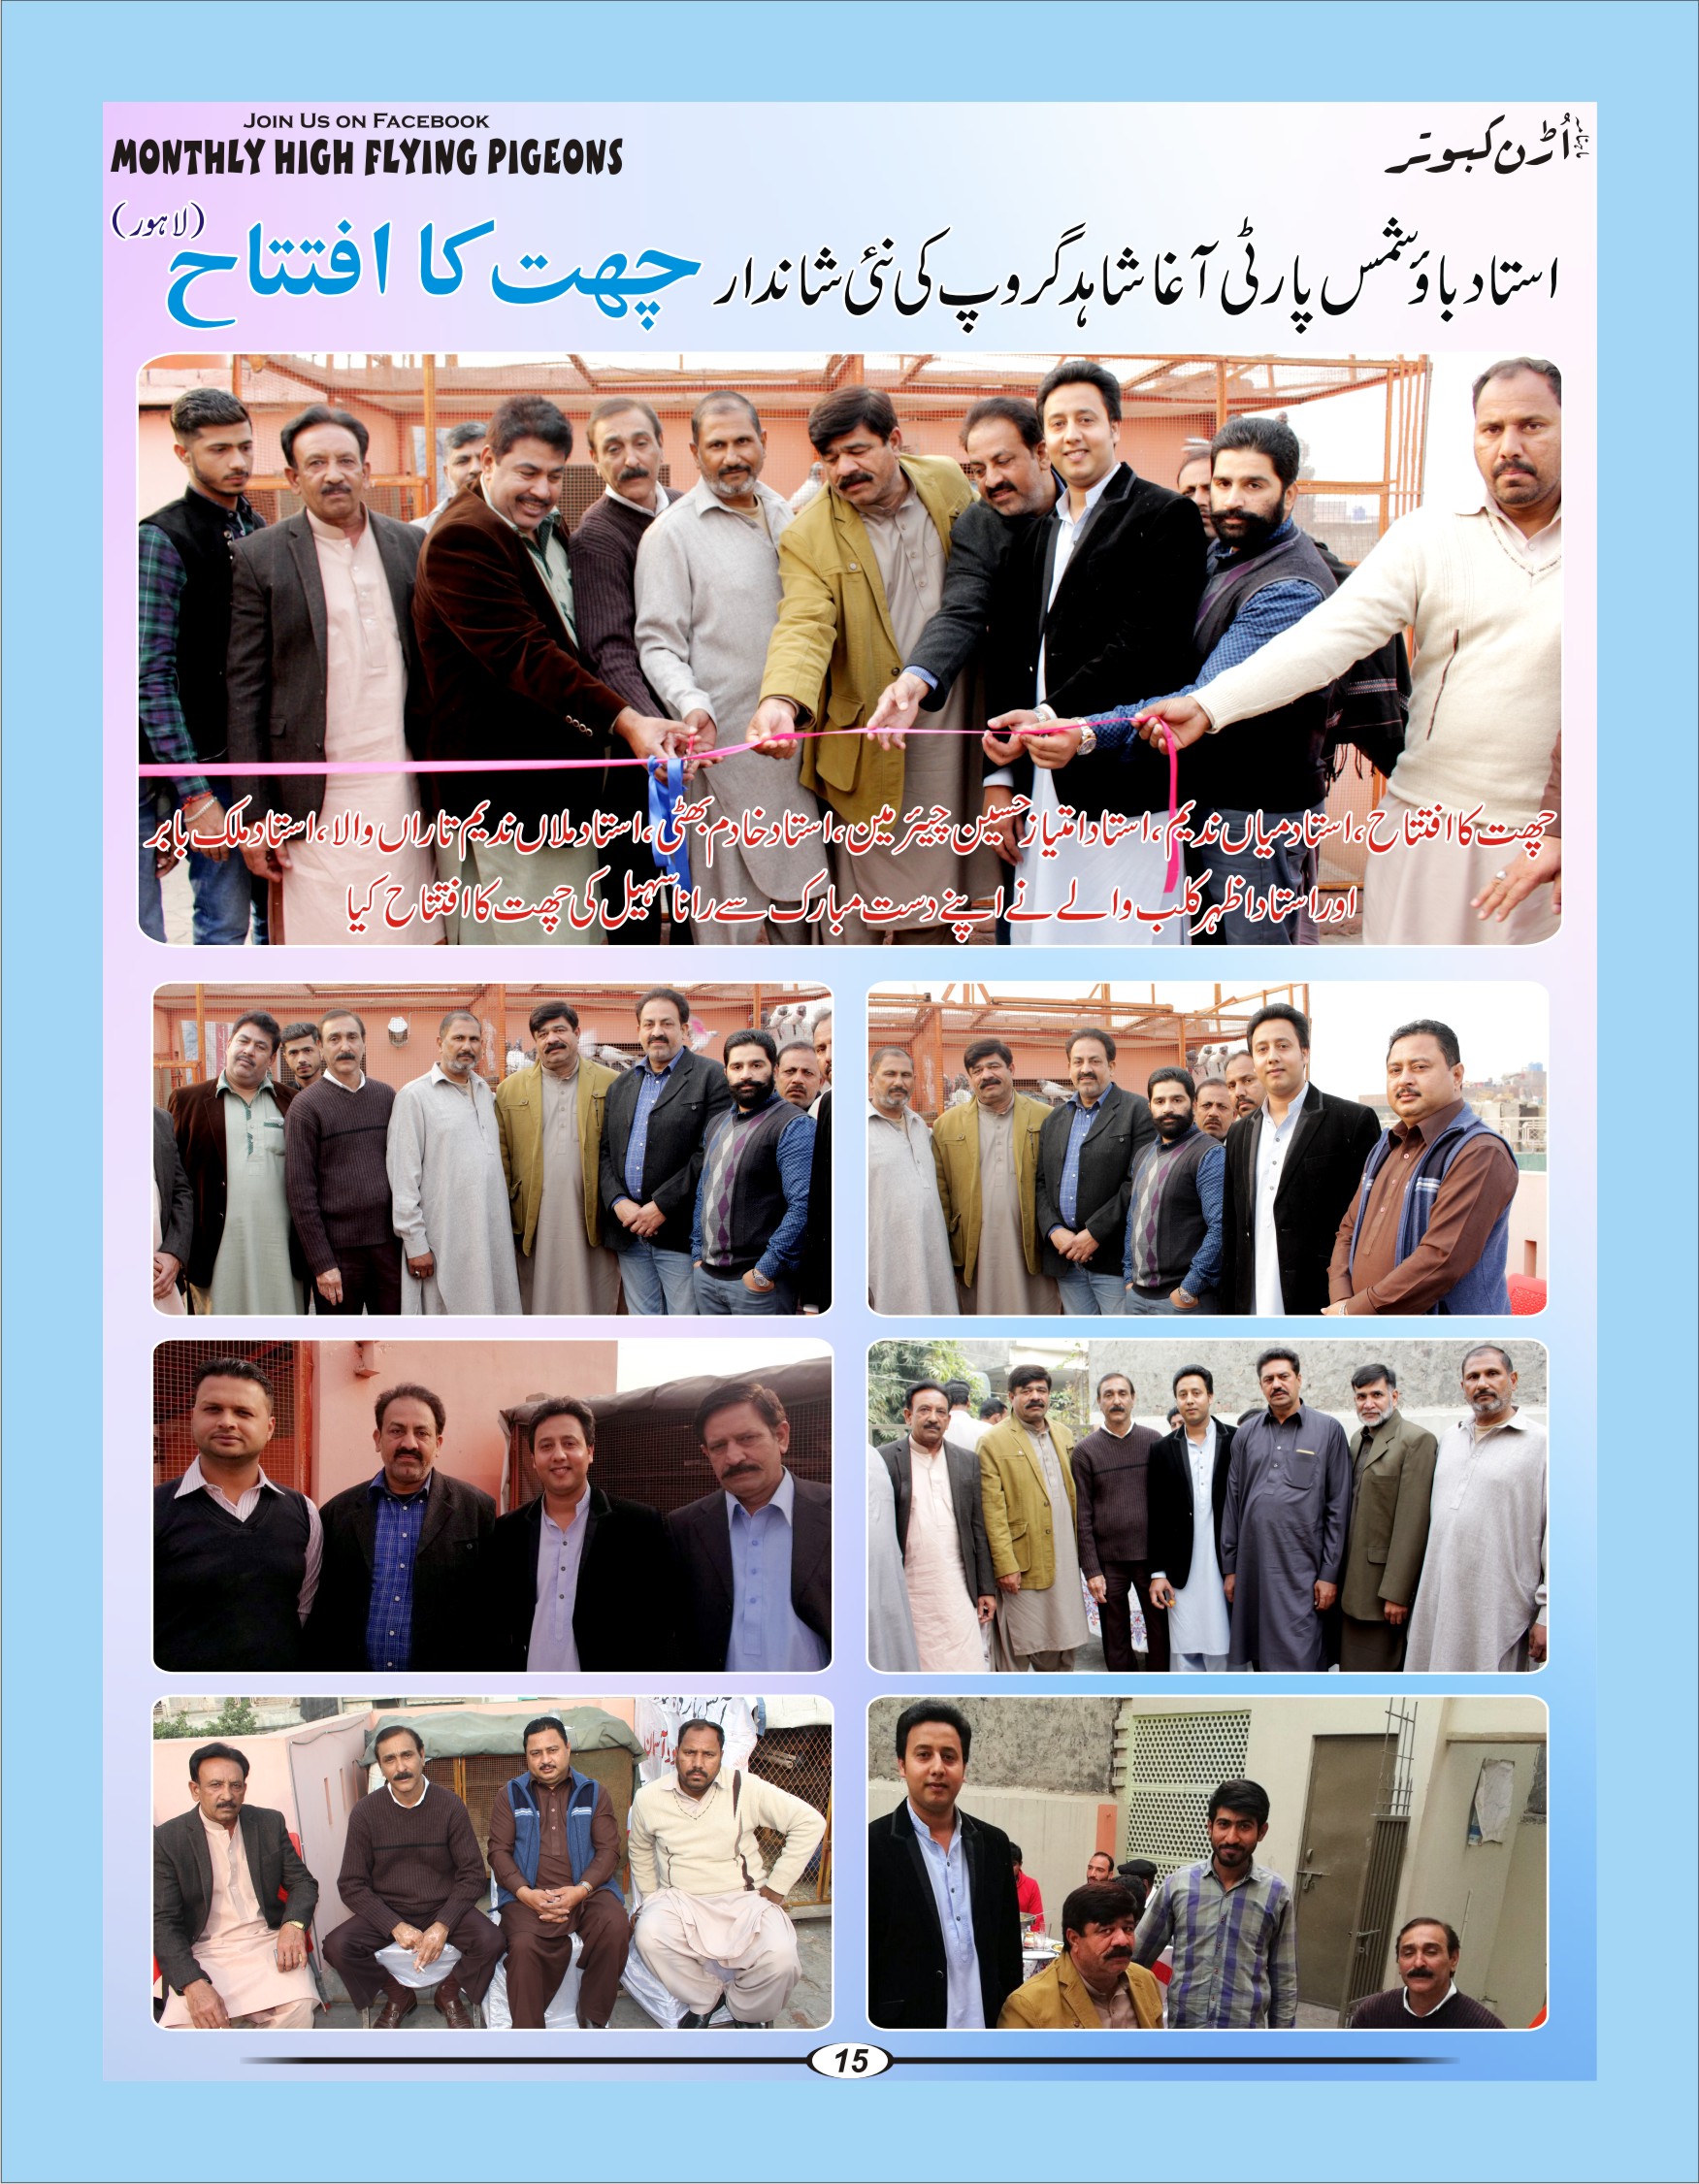 JOIN US ON FACEBOOK
MONTHLY HIGH FLYING PIGEONS
ماہنامہ اُڑن کبوتر
استاد باؤ شمس پارٹی آغا شاہد گروپ کی نئی شاندار چھت کا افتتاح (لاہور)
چھت کا افتتاح، استاد میاں ندیم، استاد امتیاز حسین چیئرمین، استاد خادم بھٹی، استاد ملاں ندیم تاراں والا، استاد ملک بابر
اور استاد اظہر کلب والے نے اپنے دست مبارک سے رانا سہیل کی چھت کا افتتاح کیا
15